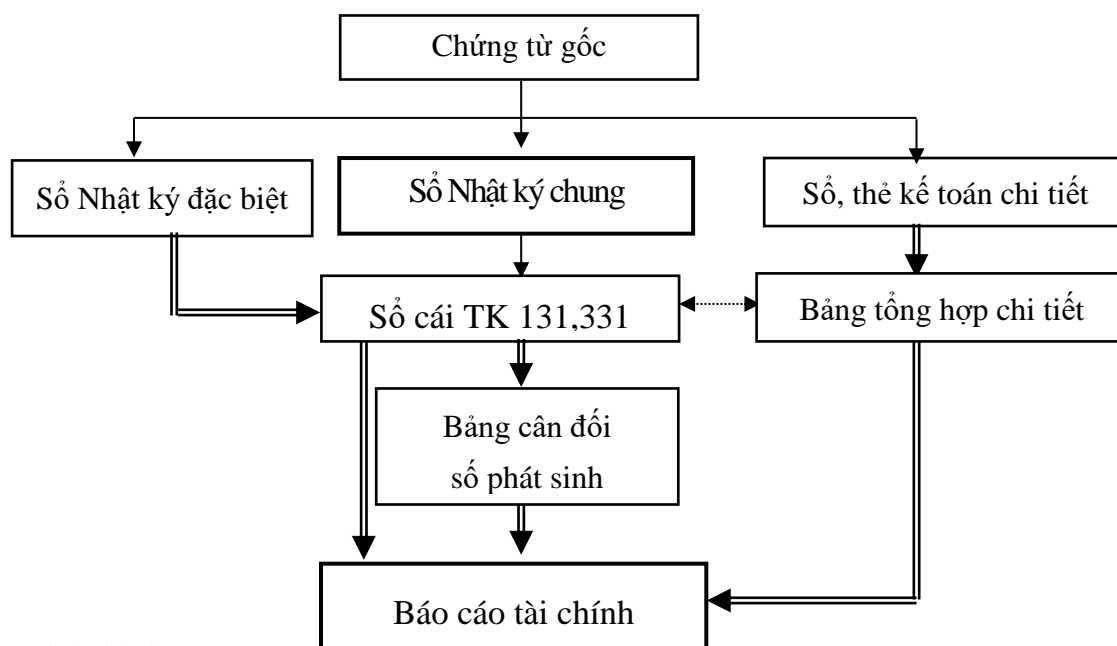 Chứng từ gốc
Sổ Nhật ký đặc biệt
Sổ Nhật ký chung
Sổ, thẻ kế toán chi tiết
Sổ cái TK 131,331
Bảng tổng hợp chi tiết
Bảng cân đối
số phát sinh
Báo cáo tài chính